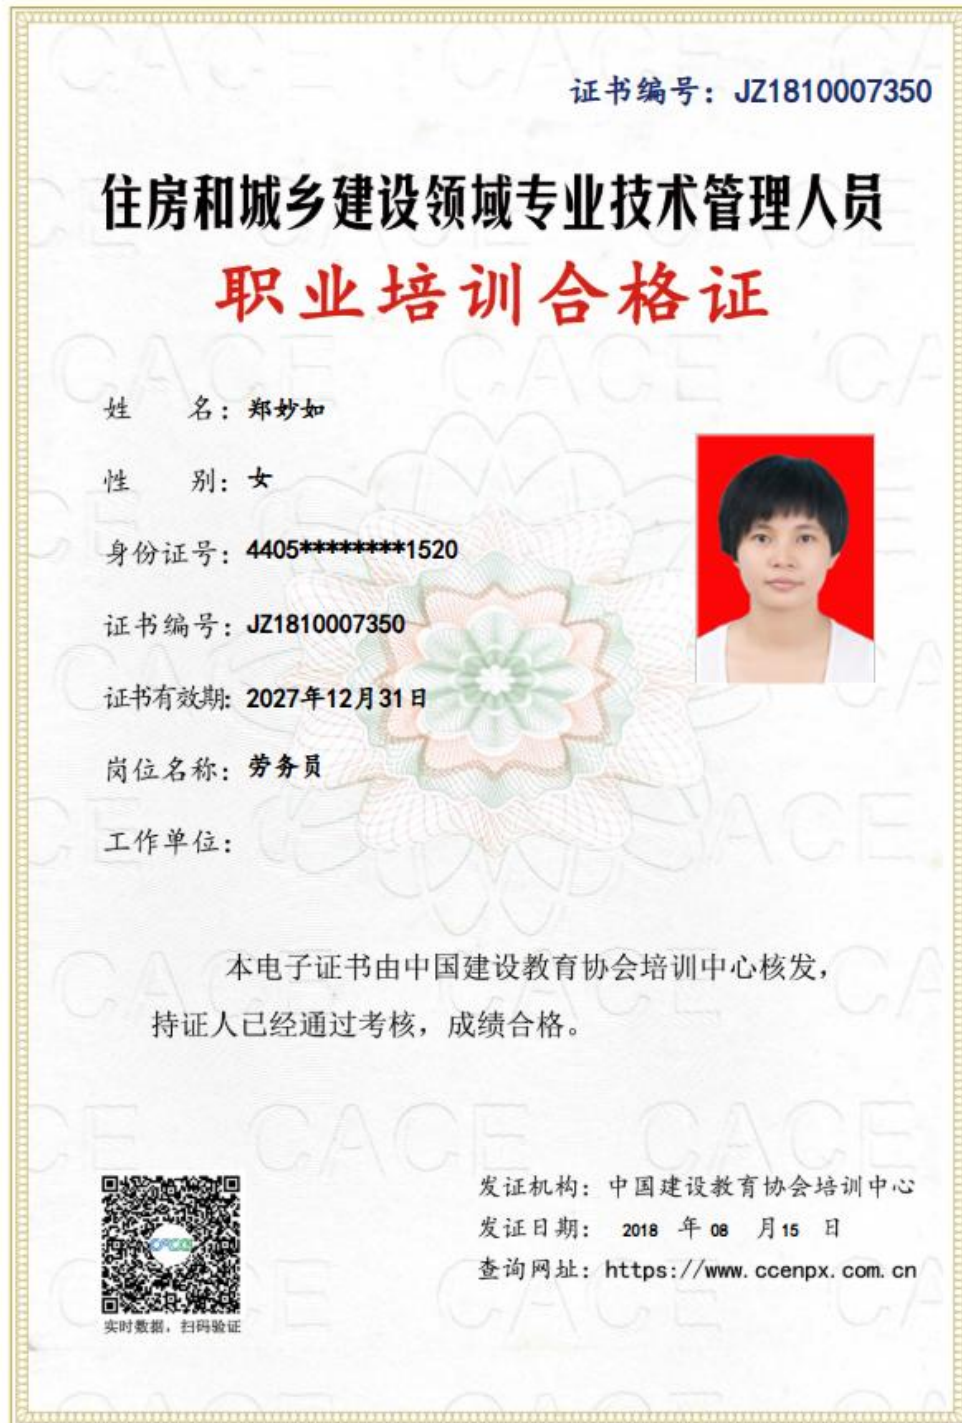 证书编号：JZ1810007350
住房和城乡建设领域专业技术管理人员
职业培训合格证
姓 名：郑妙如
性 别：女
身份证号：4405********1520
证书编号：JZ1810007350
证书有效期：2027年12月31日
岗位名称：劳务员
工作单位：
本电子证书由中国建设教育协会培训中心核发，
持证人已经通过考核，成绩合格。
发证机构：中国建设教育协会培训中心
发证日期： 2018 年 08 月 15 日
查询网址：https://www.ccenpx.com.cn
实时数据，扫码验证
CACE